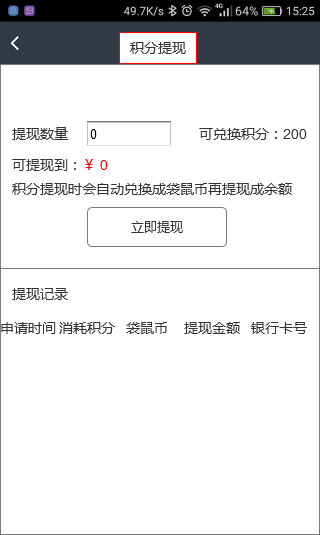 49.7K/s 4G 64% 15:25
积分提现
提现数量 0 可兑换积分：200
可提现到：¥ 0
积分提现时会自动兑换成袋鼠币再提现成余额
立即提现
提现记录
申请时间 消耗积分 袋鼠币 提现金额 银行卡号